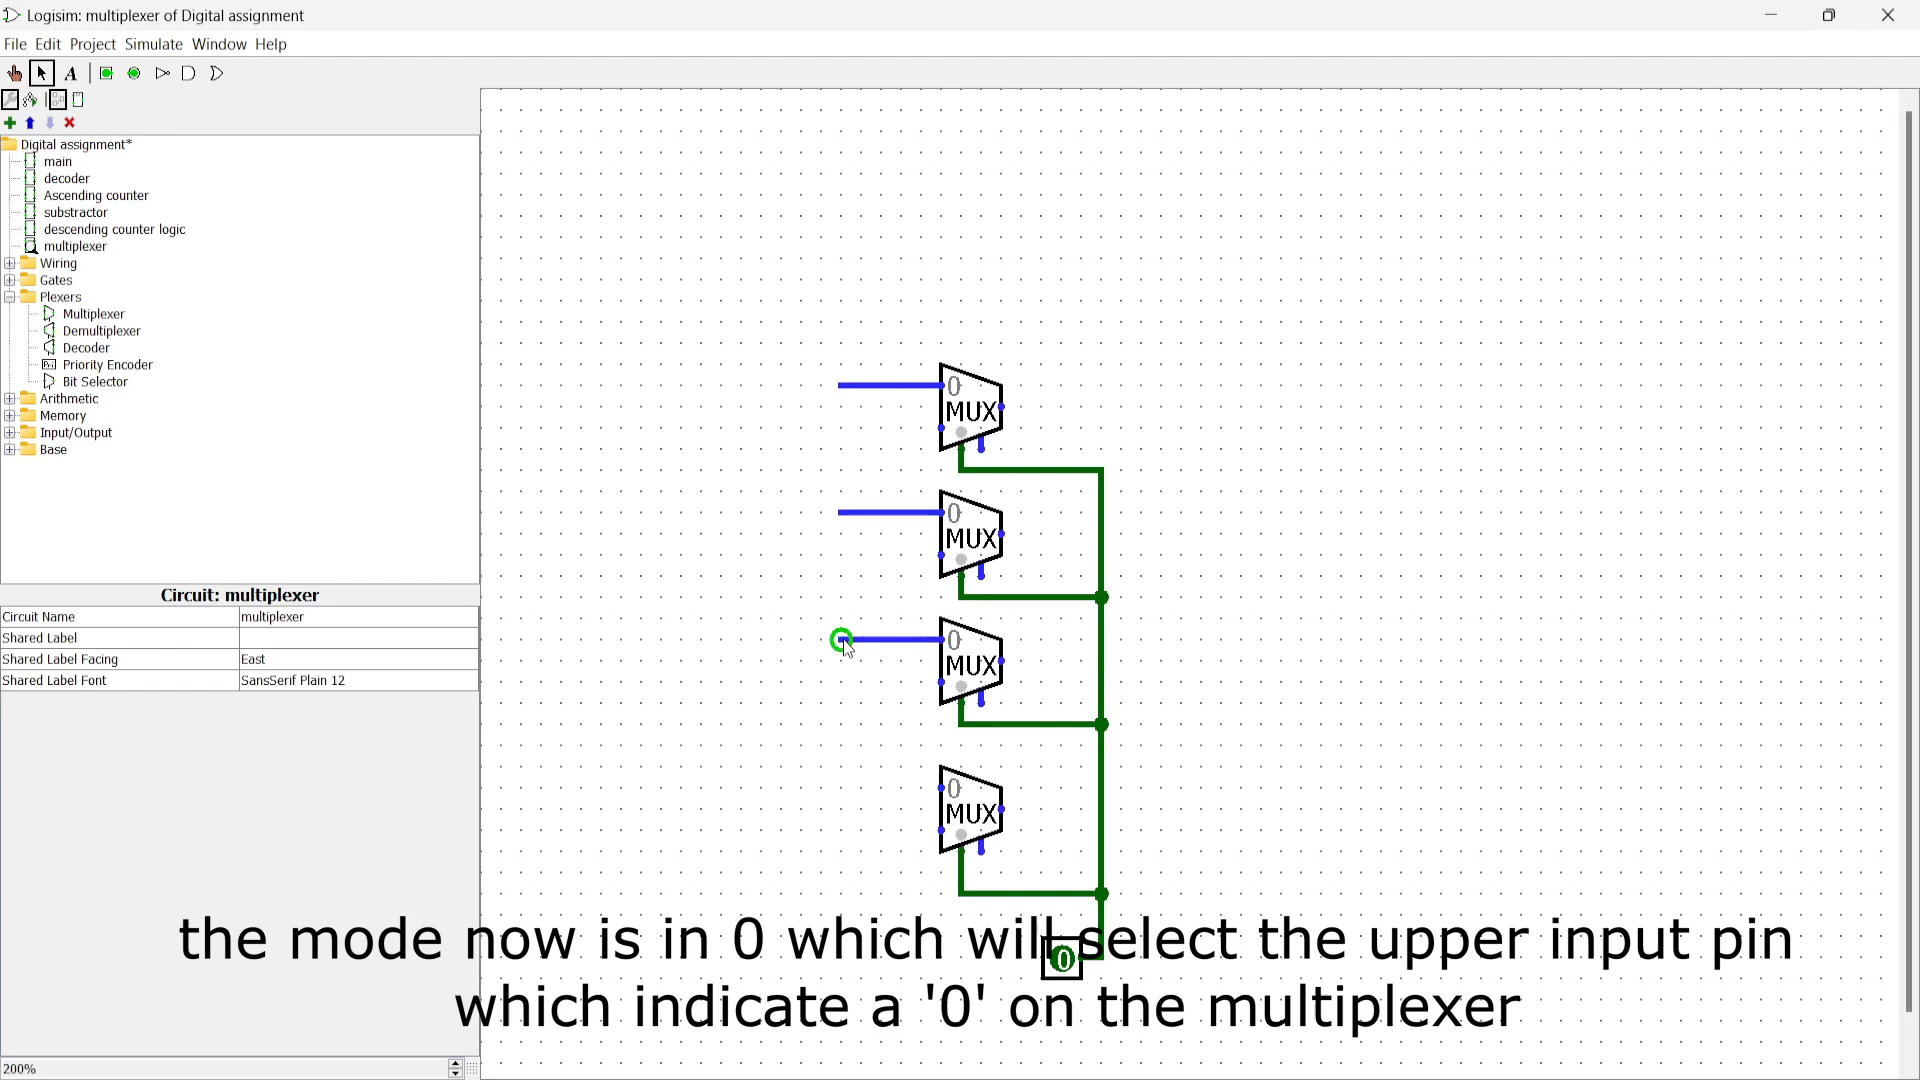 Logisim: multiplexer of Digital assignment
File Edit Project Simulate Window Help
A
Digital assignment*
main
decoder
Ascending counter
substractor
descending counter logic
multiplexer
Wiring
Gates
Plexers
Multiplexer
Demultiplexer
Decoder
Pri Priority Encoder
Bit Selector
Arithmetic
Memory
Input/Output
Base
Circuit: multiplexer
Circuit Name multiplexer
Shared Label
Shared Label Facing East
Shared Label Font SansSerif Plain 12
200%
0
MUX
0
MUX
0
MUX
0
MUX
0
the mode now is in 0 which will select the upper input pin
which indicate a '0' on the multiplexer